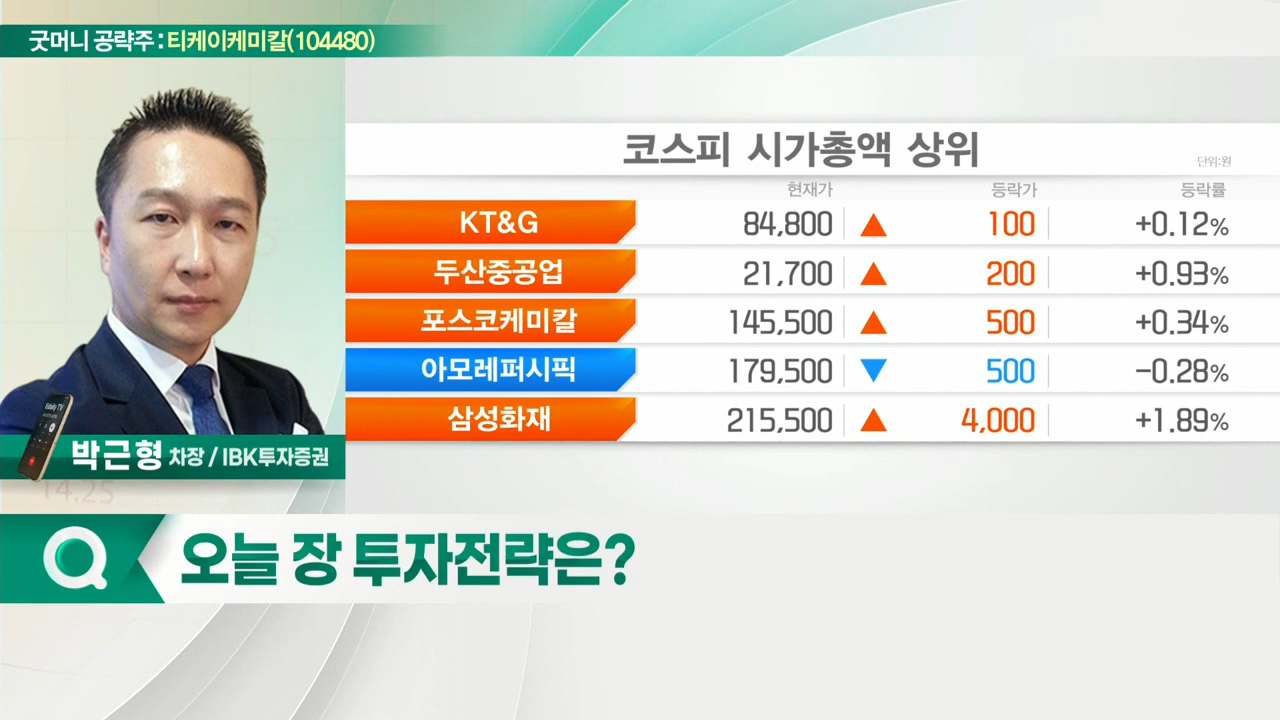 굿머니 공략주 : 티케이케미칼(104480)
코스피 시가총액 상위
단위:원
현재가 등락가 등락률
KT&G 84,800 ▲ 100 +0.12%
두산중공업 21,700 ▲ 200 +0.93%
포스코케미칼 145,500 ▲ 500 +0.34%
아모레퍼시픽 179,500 ▼ 500 -0.28%
삼성화재 215,500 ▲ 4,000 +1.89%
Edaily TV
박근형 차장 / IBK투자증권
14.25
Q 오늘 장 투자전략은?